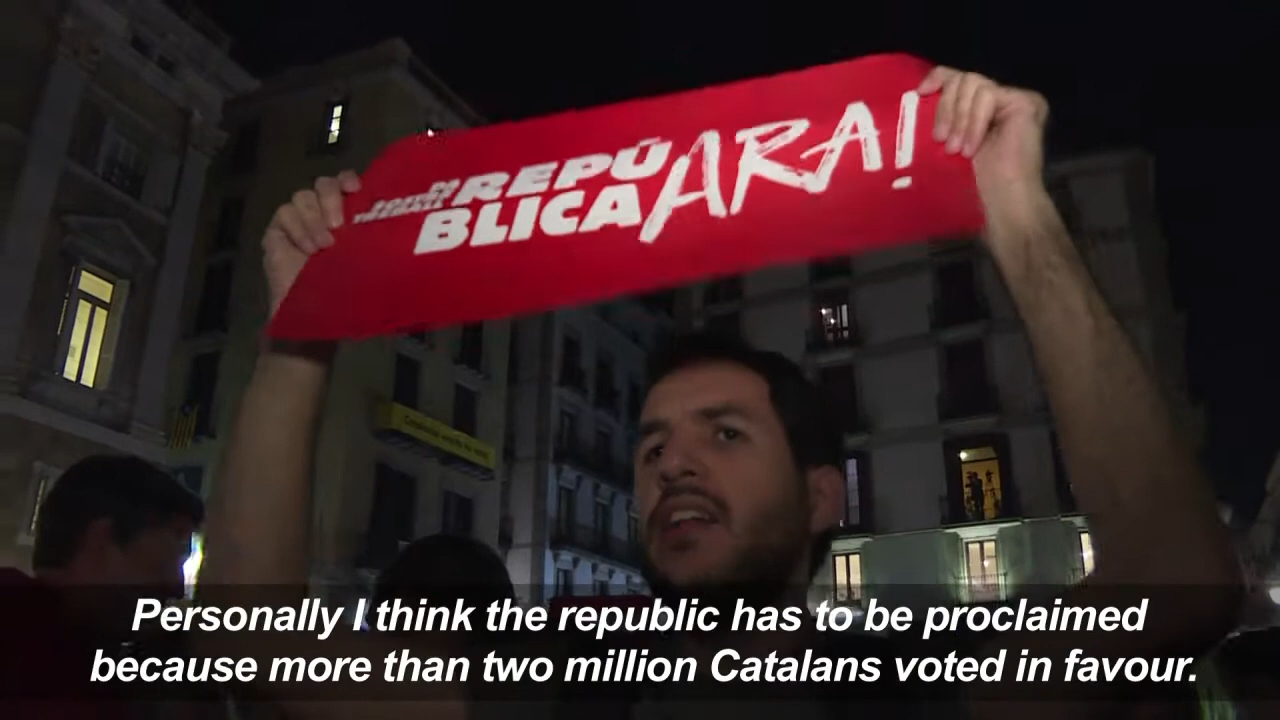 REPÚ
BLICA
ARA!
Personally I think the republic has to be proclaimed
because more than two million Catalans voted in favour.